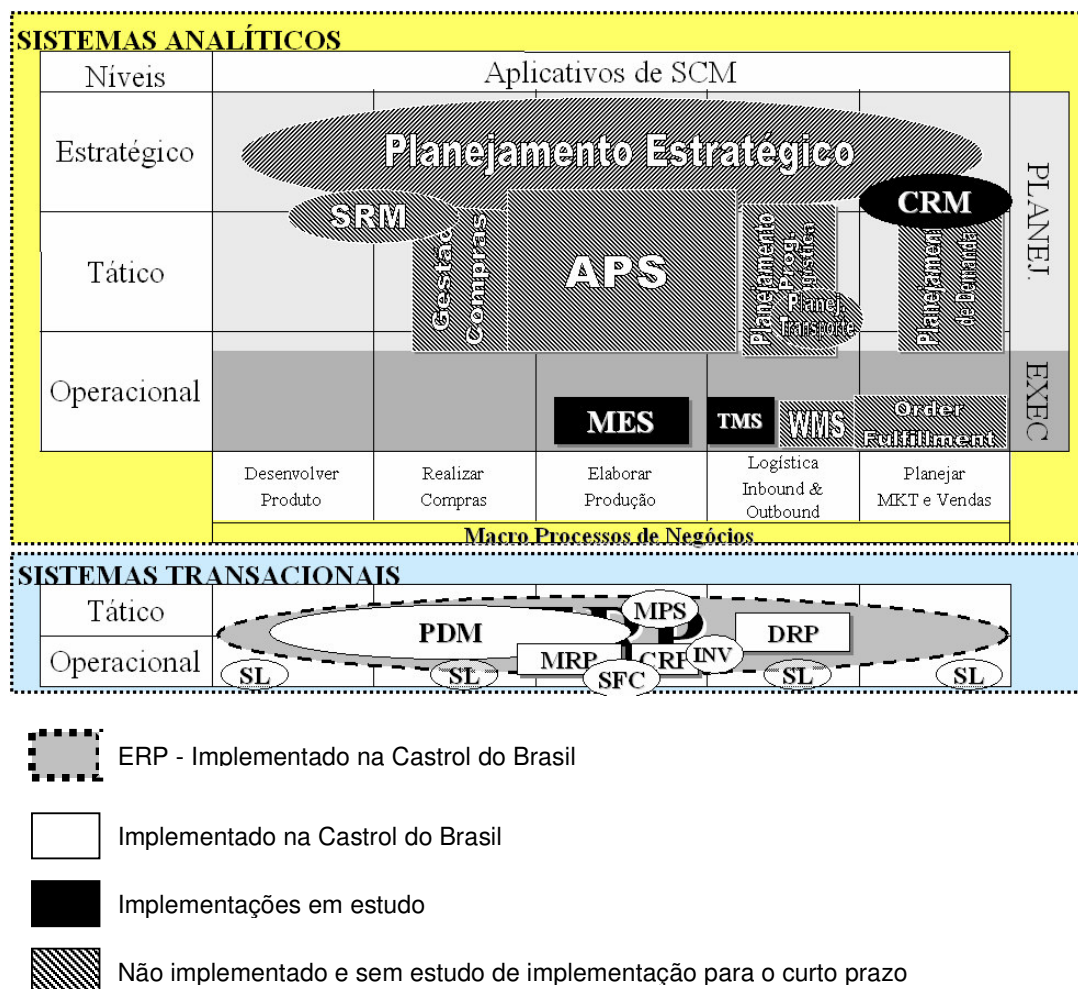 SISTEMAS ANALÍTICOS
Níveis
Aplicativos de SCM
Estratégico
Planejamento Estratégico
CRM
PLANEJ.
SRM
Tático
Gestão
Compras
APS
Planejamento
Prog.
Logística
Planej.
Transporte
Planejamen
de Demanda
Operacional
MES
TMS
WMS
Order
Fulfillment
EXEC
Desenvolver
Produto
Realizar
Compras
Elaborar
Produção
Logística
Inbound &
Outbound
Planejar
MKT e Vendas
Macro Processos de Negócios
SISTEMAS TRANSACIONAIS
Tático
MPS
PDM
DRP
Operacional
MRP
CRP
INV
SL
SL
SFC
SL
SL
ERP - Implementado na Castrol do Brasil
Implementado na Castrol do Brasil
Implementações em estudo
Não implementado e sem estudo de implementação para o curto prazo